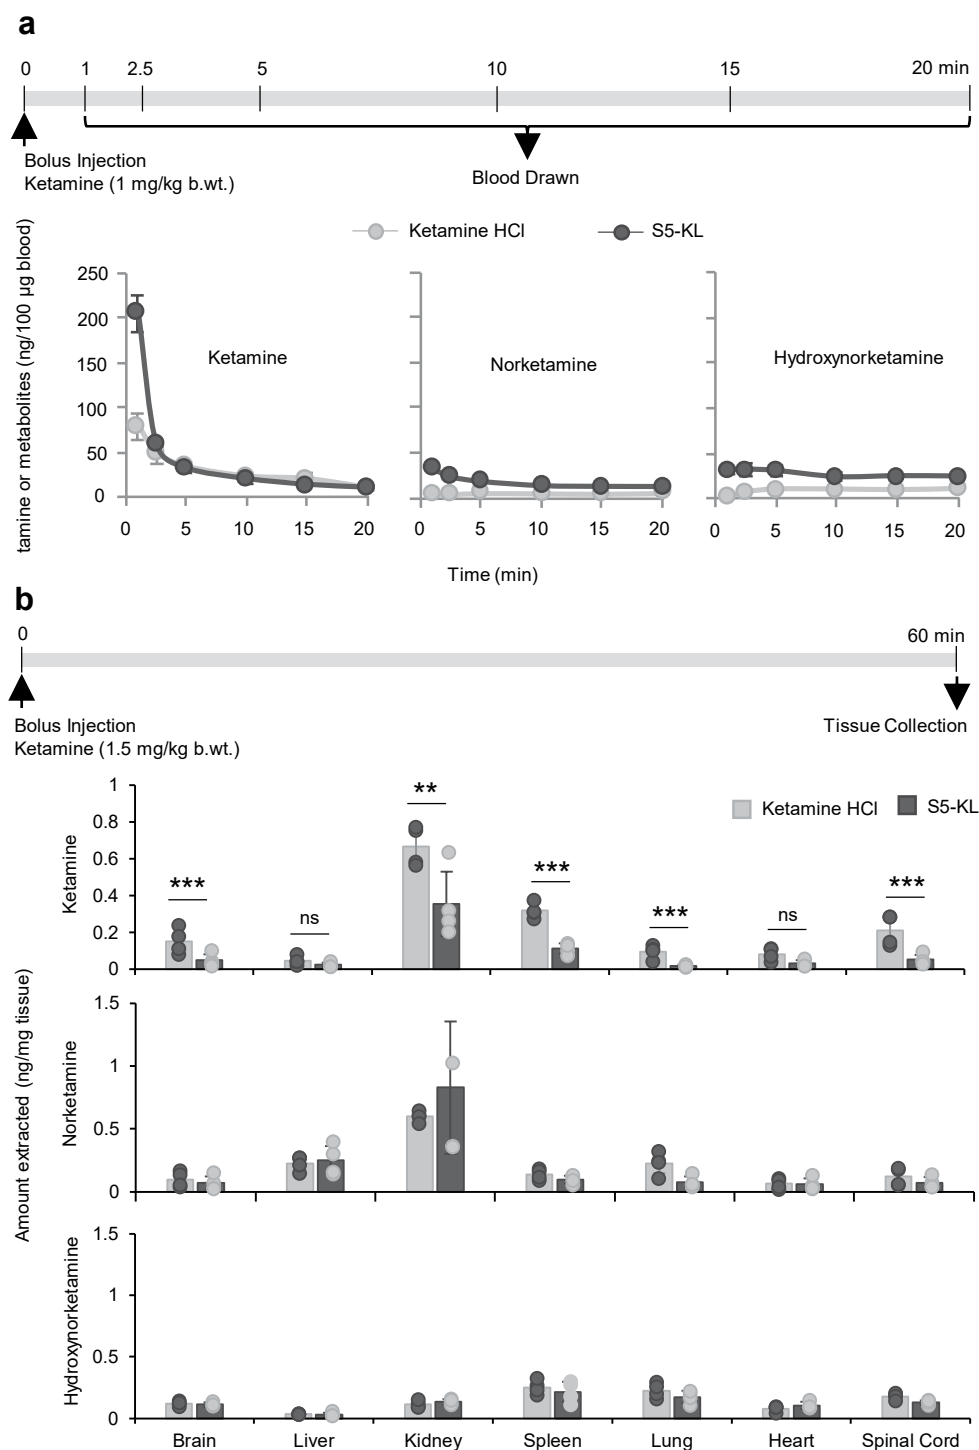 a
0 1 2.5 5 10 15 20 min
Bolus Injection
Ketamine (1 mg/kg b.wt.)
Blood Drawn
Ketamine HCl S5-KL
tamine or metabolites (ng/100 µg blood)
250
200
150
100
50
0
Ketamine
Norketamine
Hydroxynorketamine
0 5 10 15 20
0 5 10 15 20
0 5 10 15 20
Time (min)
b
0 60 min
Bolus Injection
Ketamine (1.5 mg/kg b.wt.)
Tissue Collection
Ketamine HCl S5-KL
Amount extracted (ng/mg tissue)
Ketamine
1
0.8
0.6
0.4
0.2
0
*** ns ** *** *** ns ***
Norketamine
1.5
1
0.5
0
Hydroxynorketamine
1.5
1
0.5
0
Brain Liver Kidney Spleen Lung Heart Spinal Cord